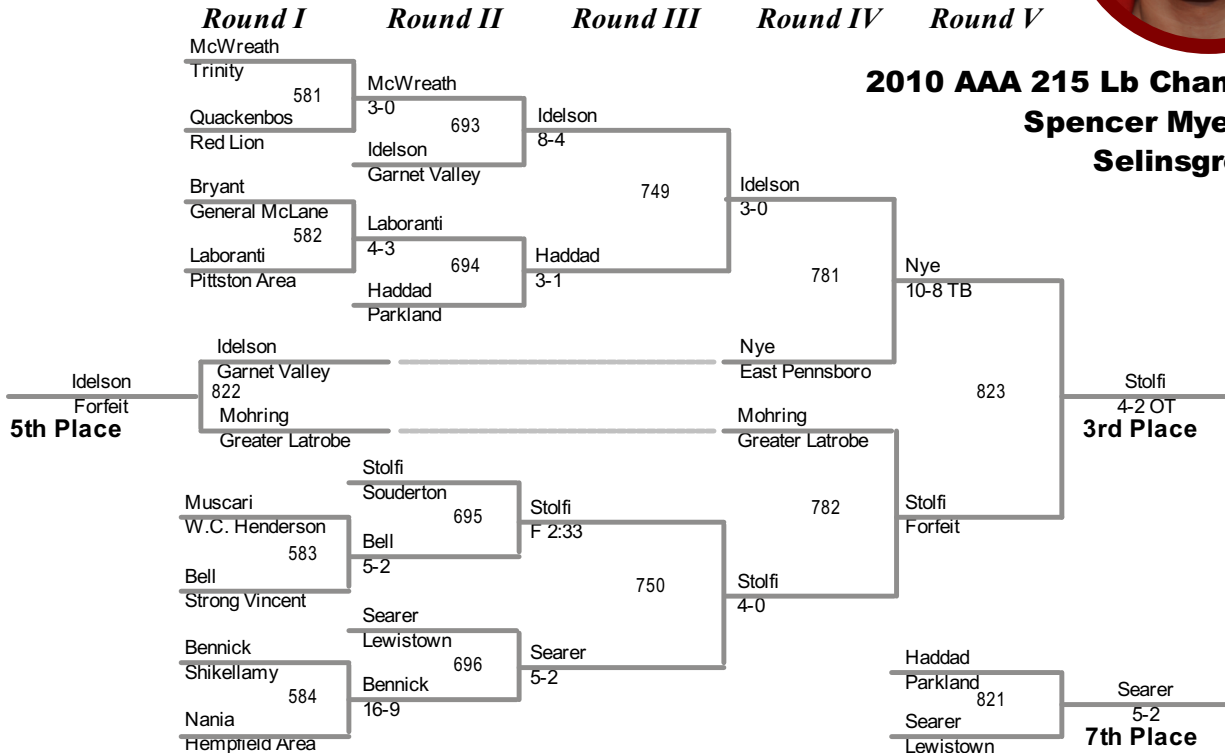 Round I Round II Round III Round IV Round V
2010 AAA 215 Lb
Spencer
McWreath
Trinity
581
Quackenbos
Red Lion
McWreath
3-0
693
Idelson
Garnet Valley
Idelson
8-4
Bryant
General McLane
582
Laboranti
Pittston Area
Laboranti
4-3
694
Haddad
Parkland
Haddad
3-1
749
Idelson
3-0
781
Nye
East Pennsboro
Nye
10-8 TB
Idelson
Garnet Valley
822
Mohring
Greater Latrobe
Idelson
Forfeit
5th Place
Mohring
Greater Latrobe
823
Stolfi
4-2 OT
3rd Place
Stolfi
Souderton
695
Muscari
W.C. Henderson
583
Bell
Strong Vincent
Bell
5-2
Stolfi
F 2:33
782
Stolfi
Forfeit
750
Stolfi
4-0
Searer
Lewistown
696
Bennick
Shikellamy
584
Nania
Hempfield Area
Bennick
16-9
Searer
5-2
Haddad
Parkland
821
Searer
Lewistown
Searer
5-2
7th Place